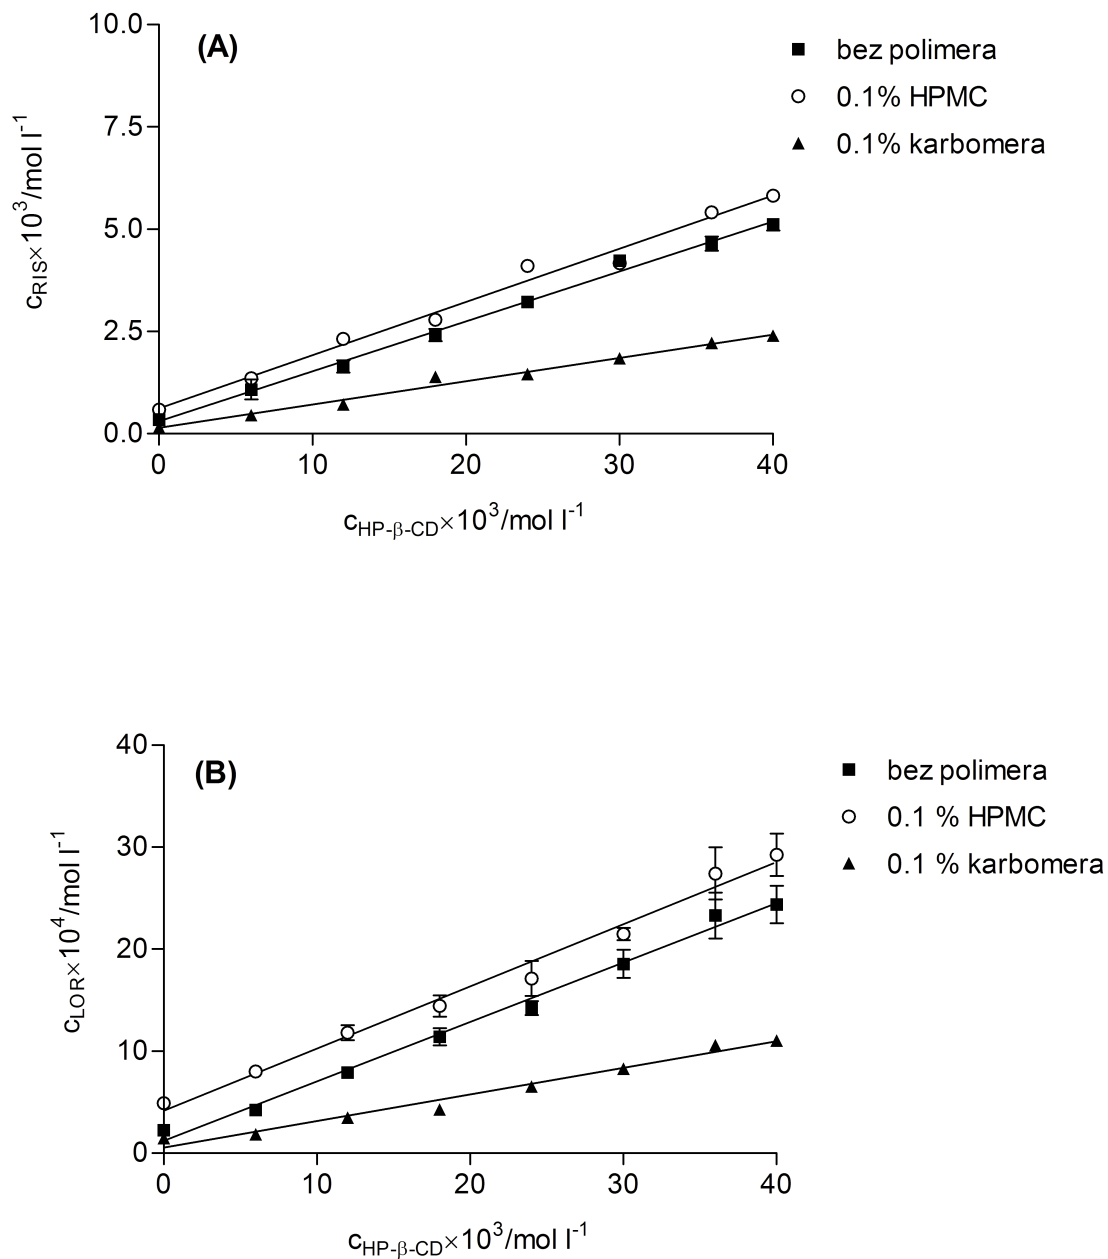 (A)
10.0
7.5
5.0
2.5
0.0
0 10 20 30 40
cRIS×10³/mol l⁻¹
cHP-β-CD×10³/mol l⁻¹
bez polimera
0.1% HPMC
0.1% karbomera
(B)
40
30
20
10
0
0 10 20 30 40
cLOR×10⁴/mol l⁻¹
cHP-β-CD×10³/mol l⁻¹
bez polimera
0.1 % HPMC
0.1 % karbomera